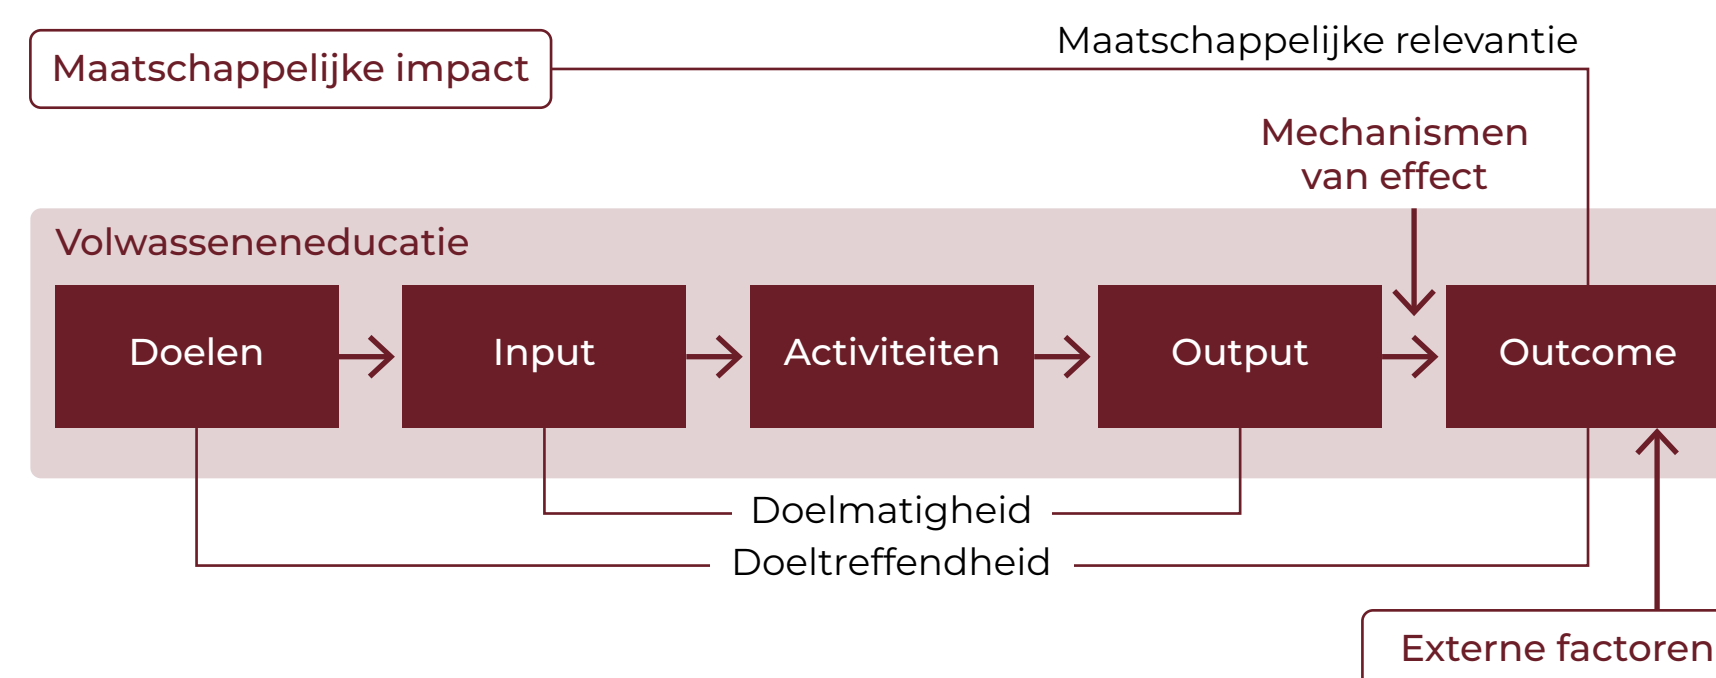 Maatschappelijke relevantie
Maatschappelijke impact
Mechanismen
van effect
Volwasseneneducatie
Doelen
Input
Activiteiten
Output
Outcome
Doelmatigheid
Doeltreffendheid
Externe factoren